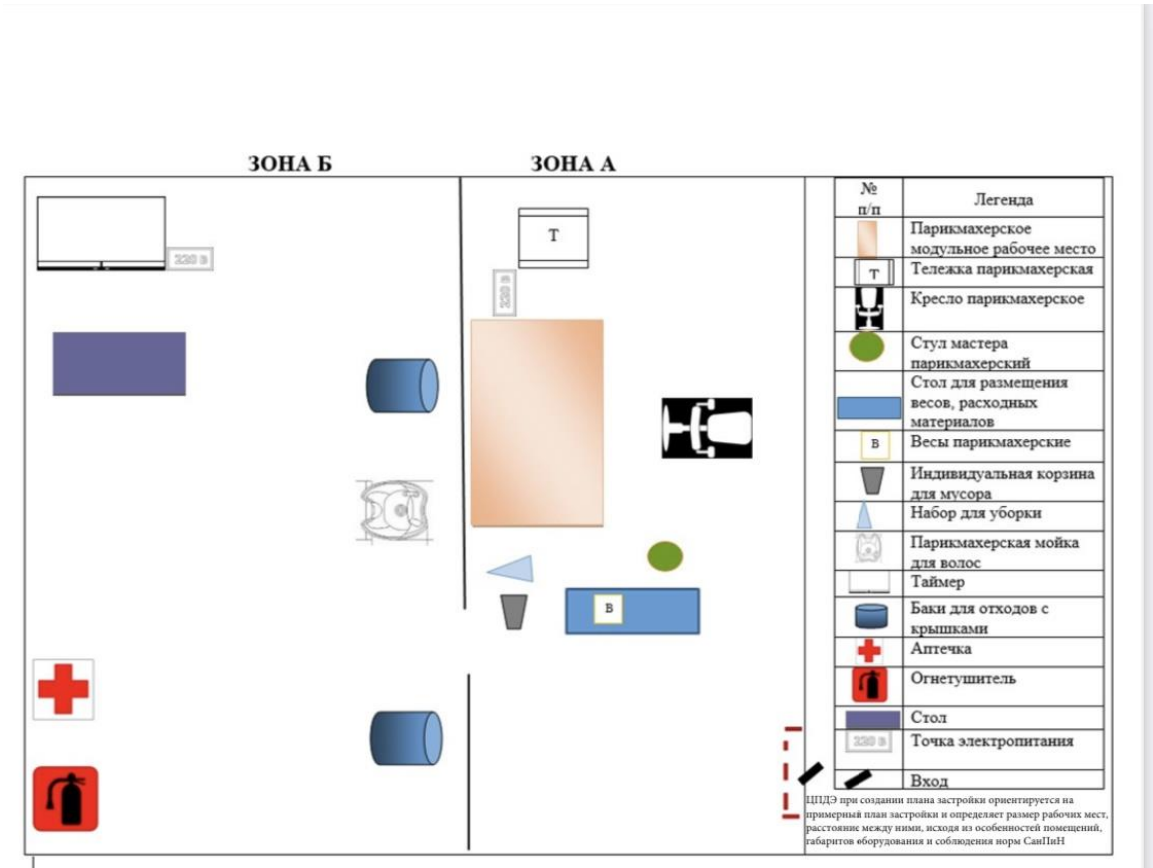 ЗОНА Б
ЗОНА А
220 В
Т
220 В
В
№
п/п
Легенда
Парикмахерское
модульное рабочее место
Т
Тележка парикмахерская
Кресло парикмахерское
Стул мастера
парикмахерский
Стол для размещения
весов, расходных
материалов
В
Весы парикмахерские
Индивидуальная корзина
для мусора
Набор для уборки
Парикмахерская мойка
для волос
Таймер
Баки для отходов с
крышками
Аптечка
Огнетушитель
Стол
220 В
Точка электропитания
Вход
ЦПДЭ при создании плана застройки ориентируется на
примерный план застройки и определяет размер рабочих мест,
расстояние между ними, исходя из особенностей помещений,
габаритов оборудования и соблюдения норм СанПиН